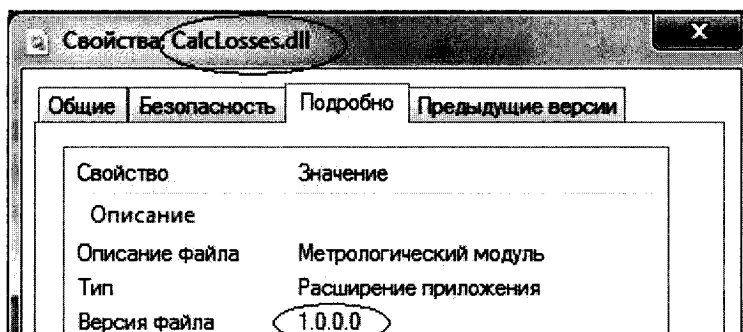 Свойства: CalcLosses.dll
Общие Безопасность Подробно Предыдущие версии
Свойство Значение
Описание
Описание файла Метрологический модуль
Тип Расширение приложения
Версия файла 1.0.0.0